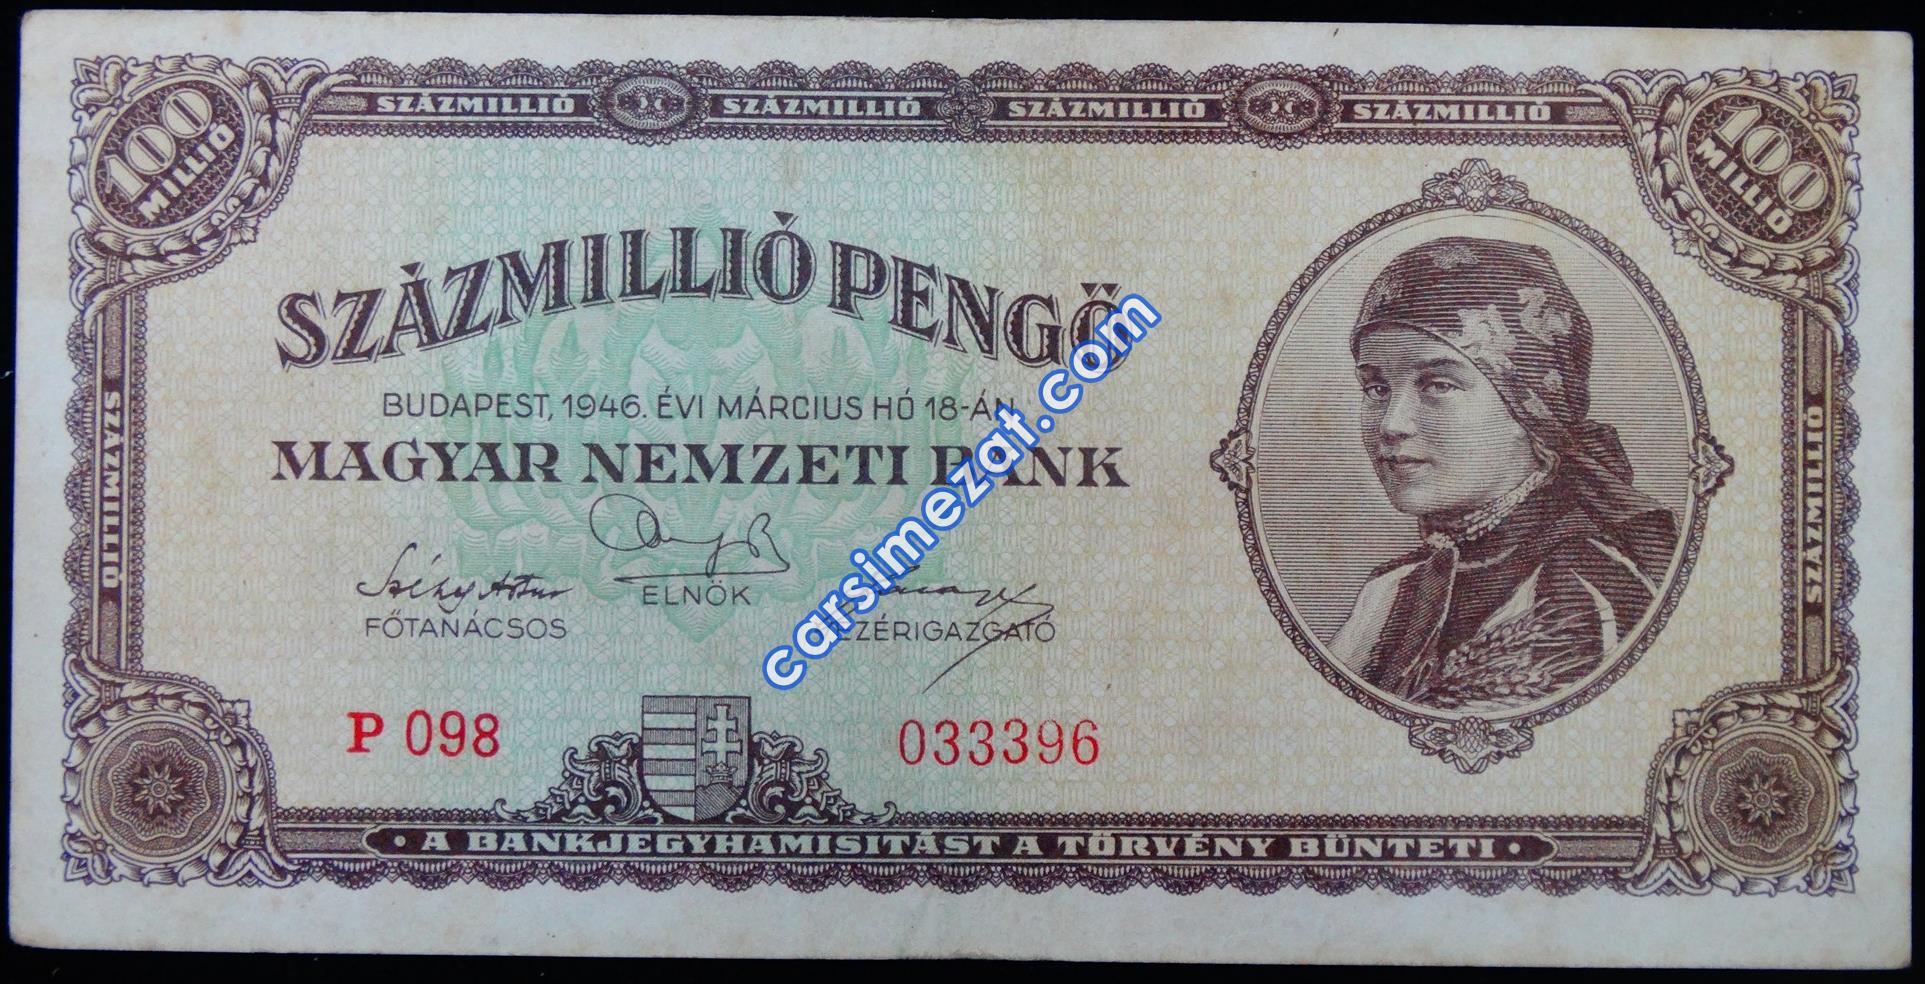 SZÁZMILLIÓ SZÁZMILLIÓ SZÁZMILLIÓ SZÁZMILLIÓ
100 MILLIÓ
100 MILLIÓ
SZÁZMILLIÓ PENGŐ
BUDAPEST, 1946. ÉVI MÁRCIUS HÓ 18-ÁN
MAGYAR NEMZETI BANK
ELNÖK
FŐTANÁCSOS
P 098
033396
SZÁZMILLIÓ
SZÁZMILLIÓ
• A BANKJEGYHAMISITÁST A TÖRVÉNY BÜNTETI •
carsimezat.com